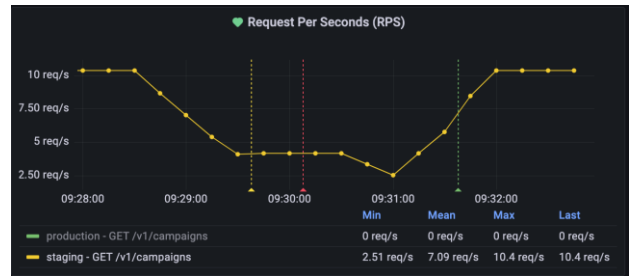 Request Per Seconds (RPS)
10 req/s
7.50 req/s
5 req/s
2.50 req/s
09:28:00 09:29:00 09:30:00 09:31:00 09:32:00
Min Mean Max Last
production - GET /v1/campaigns 0 req/s 0 req/s 0 req/s 0 req/s
staging - GET /v1/campaigns 2.51 req/s 7.09 req/s 10.4 req/s 10.4 req/s